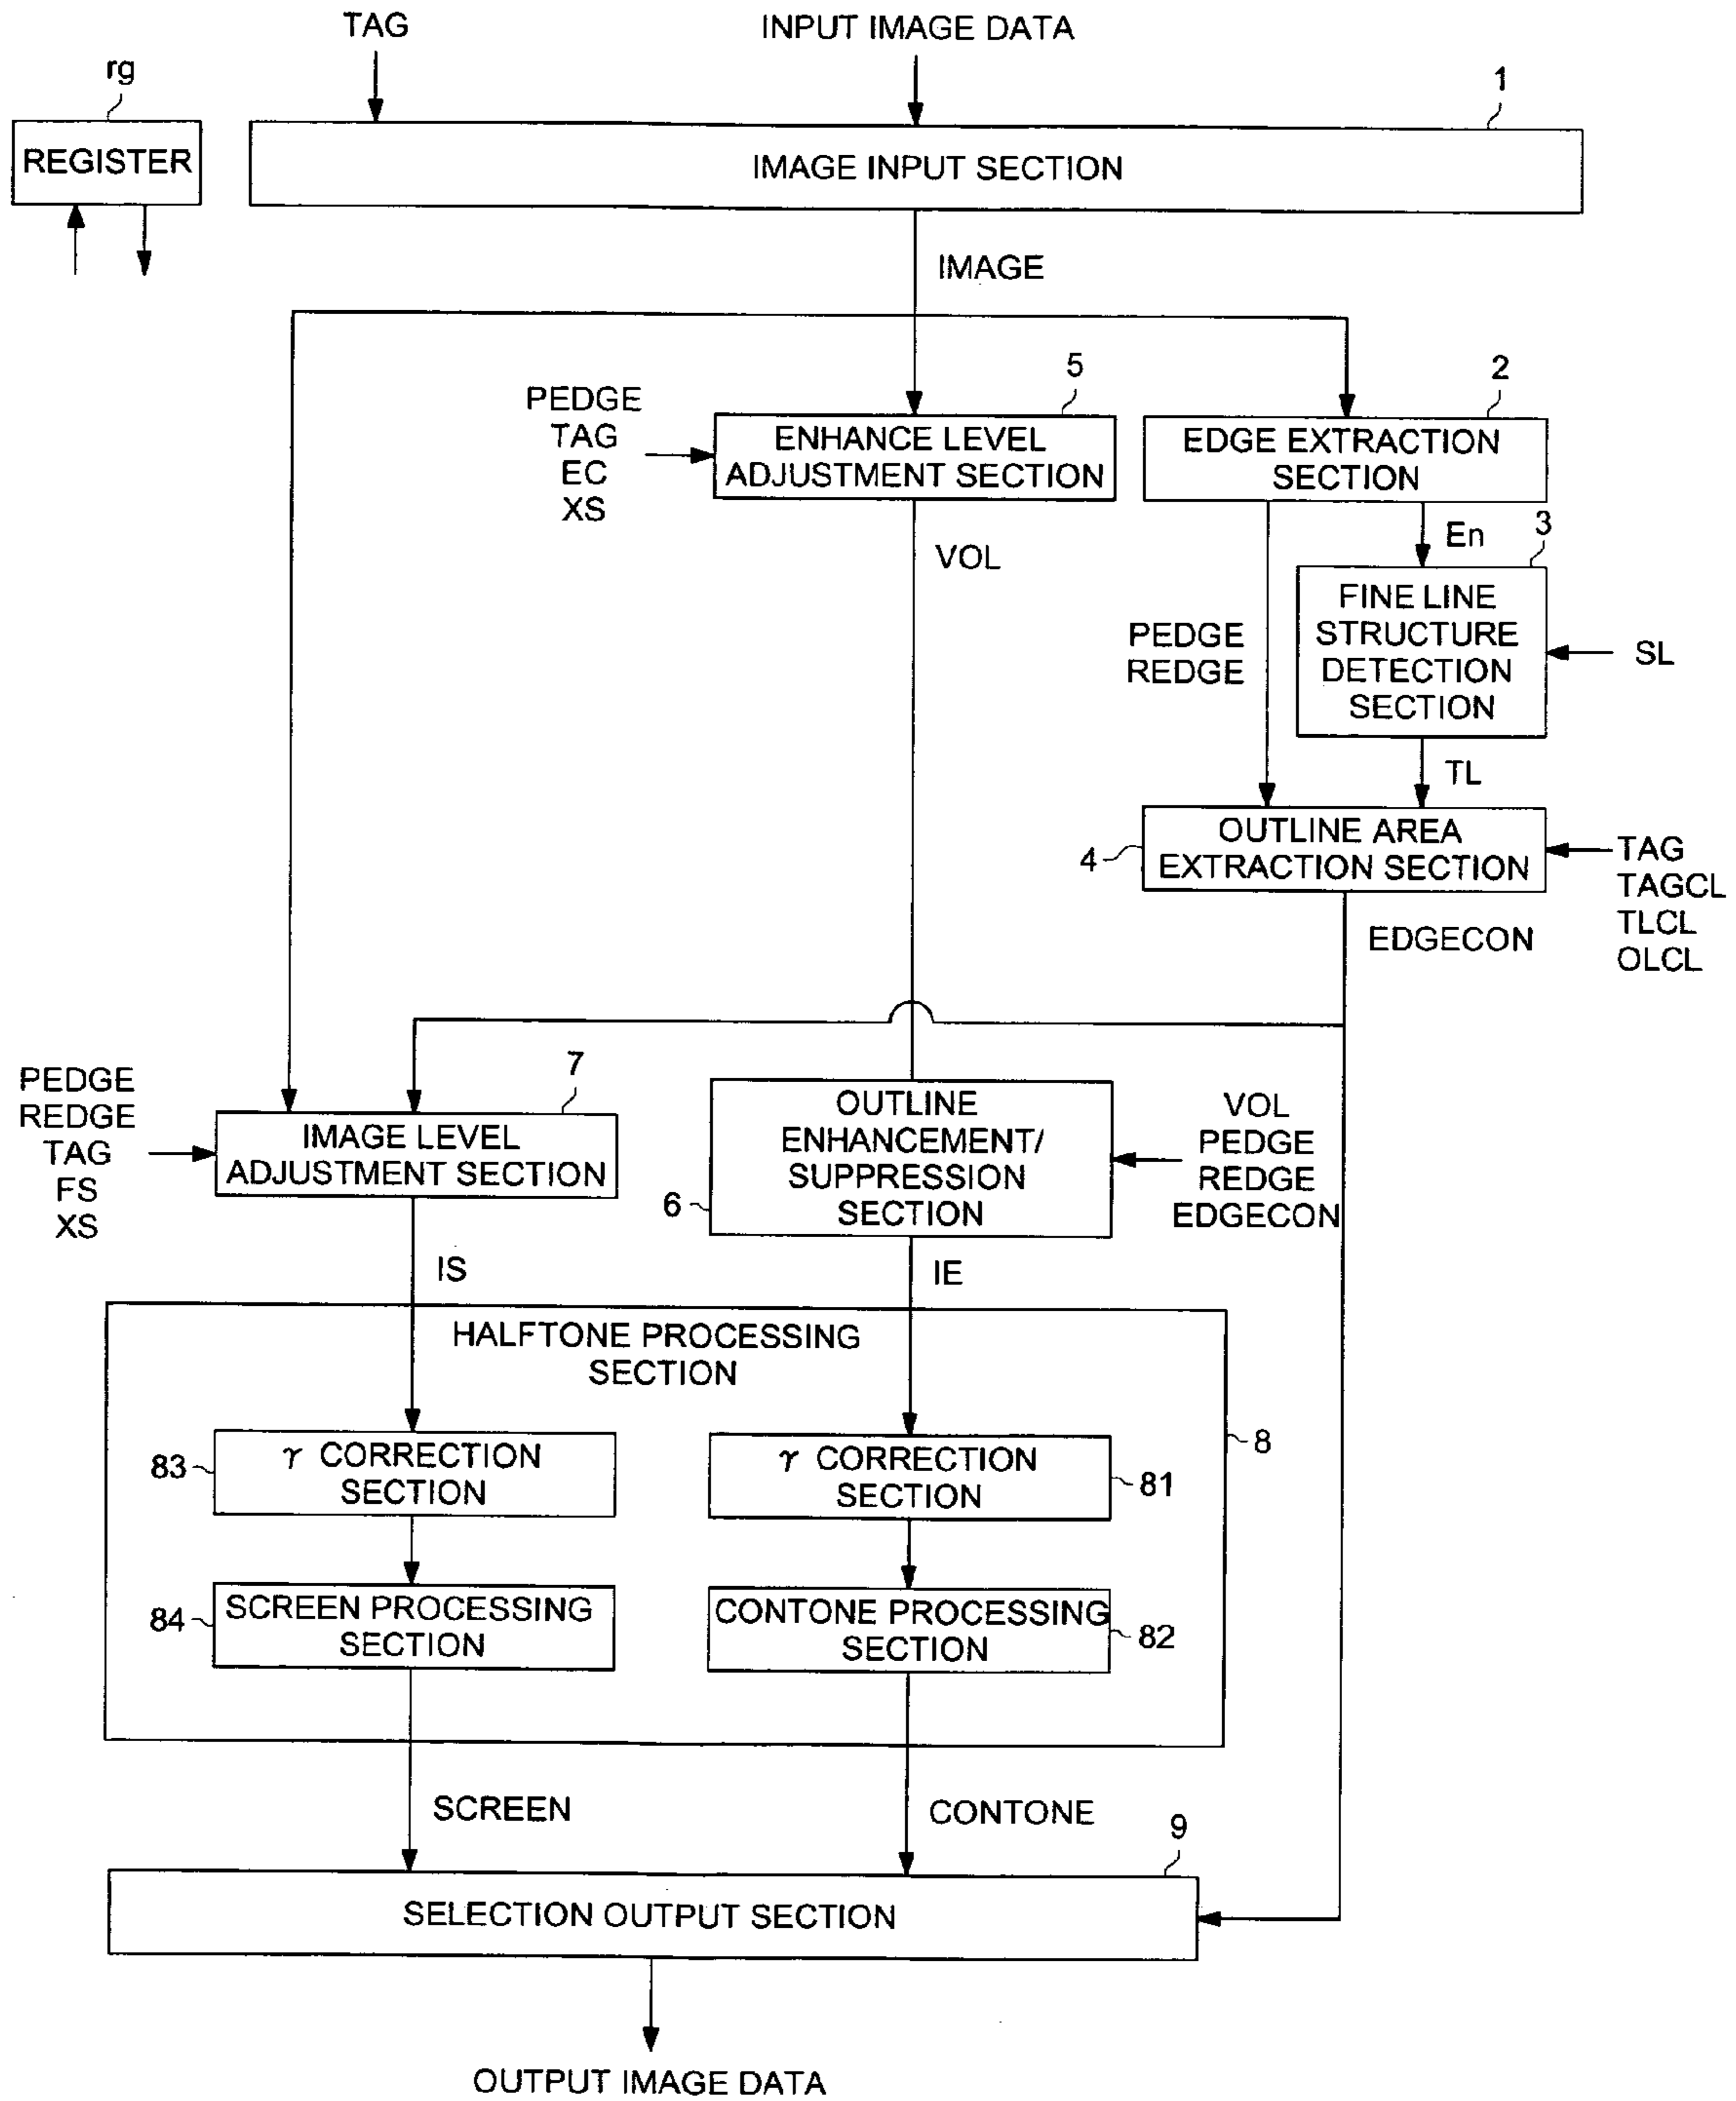 TAG
INPUT IMAGE DATA
rg
1
REGISTER
IMAGE INPUT SECTION
IMAGE
5
2
PEDGE
TAG
EC
XS
ENHANCE LEVEL
ADJUSTMENT SECTION
EDGE EXTRACTION
SECTION
VOL
En
3
PEDGE
REDGE
FINE LINE
STRUCTURE
DETECTION
SECTION
SL
TL
4
OUTLINE AREA
EXTRACTION SECTION
TAG
TAGCL
TLCL
OLCL
EDGECON
7
PEDGE
REDGE
TAG
FS
XS
IMAGE LEVEL
ADJUSTMENT SECTION
6
OUTLINE
ENHANCEMENT/
SUPPRESSION
SECTION
VOL
PEDGE
REDGE
EDGECON
IS
IE
HALFTONE PROCESSING
SECTION
8
83
γ CORRECTION
SECTION
γ CORRECTION
SECTION
81
84
SCREEN PROCESSING
SECTION
CONTONE PROCESSING
SECTION
82
SCREEN
CONTONE
9
SELECTION OUTPUT SECTION
OUTPUT IMAGE DATA